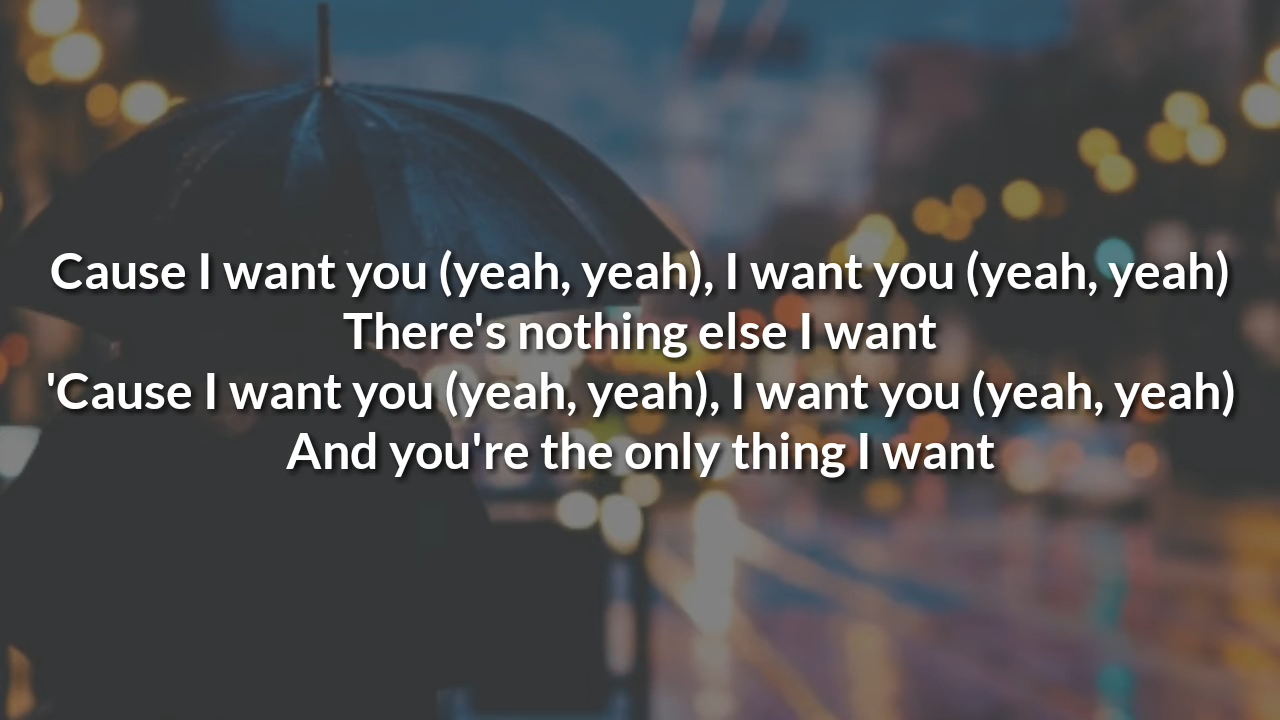 Cause I want you (yeah, yeah), I want you (yeah, yeah)
There's nothing else I want
'Cause I want you (yeah, yeah), I want you (yeah, yeah)
And you're the only thing I want